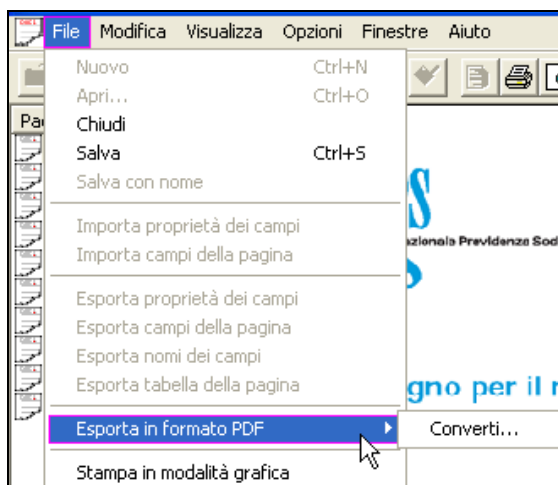 File Modifica Visualizza Opzioni Finestre Aiuto
Nuovo Ctrl+N
Apri... Ctrl+O
Chiudi
Salva Ctrl+S
Salva con nome
Importa proprietà dei campi
Importa campi della pagina
Esporta proprietà dei campi
Esporta campi della pagina
Esporta nomi dei campi
Esporta tabella della pagina
Esporta in formato PDF Converti...
Stampa in modalità grafica
Previdenza
per il